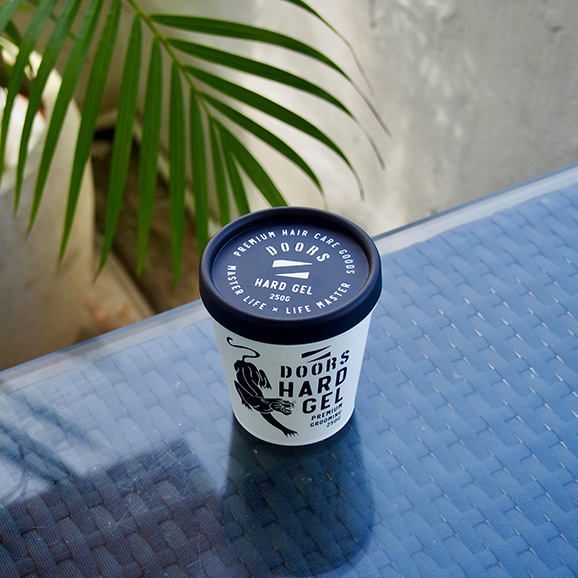 PREMIUM HAIR CARE GOODS
DOORS
HARD GEL
250G
MASTER LIFE × LIFE MASTER
DOORS
HARD
GEL
PREMIUM
GROOMING
250G